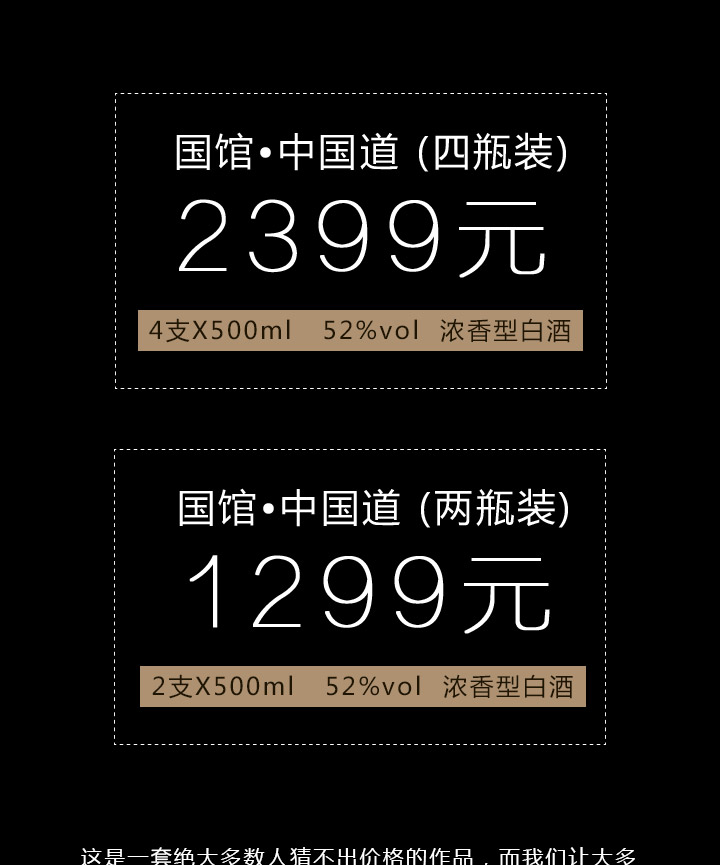 国馆•中国道（四瓶装）
2399元
4支X500ml 52%vol 浓香型白酒
国馆•中国道（两瓶装）
1299元
2支X500ml 52%vol 浓香型白酒
这是一套绝大多数人猜不出价格的作品，而我们让大多